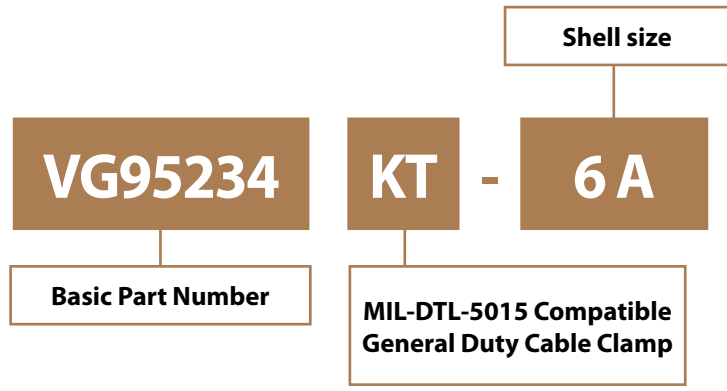 Shell size
VG95234 KT - 6 A
Basic Part Number
MIL-DTL-5015 Compatible
General Duty Cable Clamp